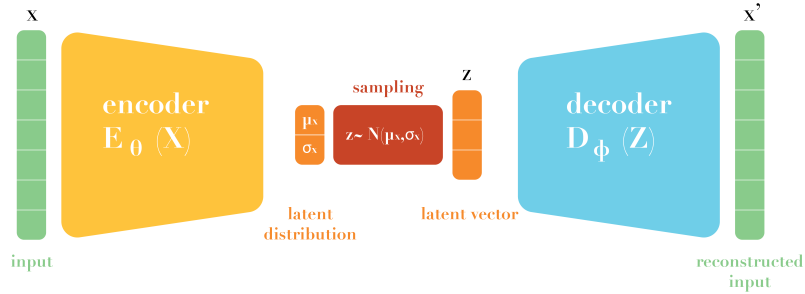 x
encoder
E θ (X)
input
μx
σx
latent
distribution
sampling
z~ N(μx,σx)
z
latent vector
decoder
D ϕ (Z)
x’
reconstructed
input